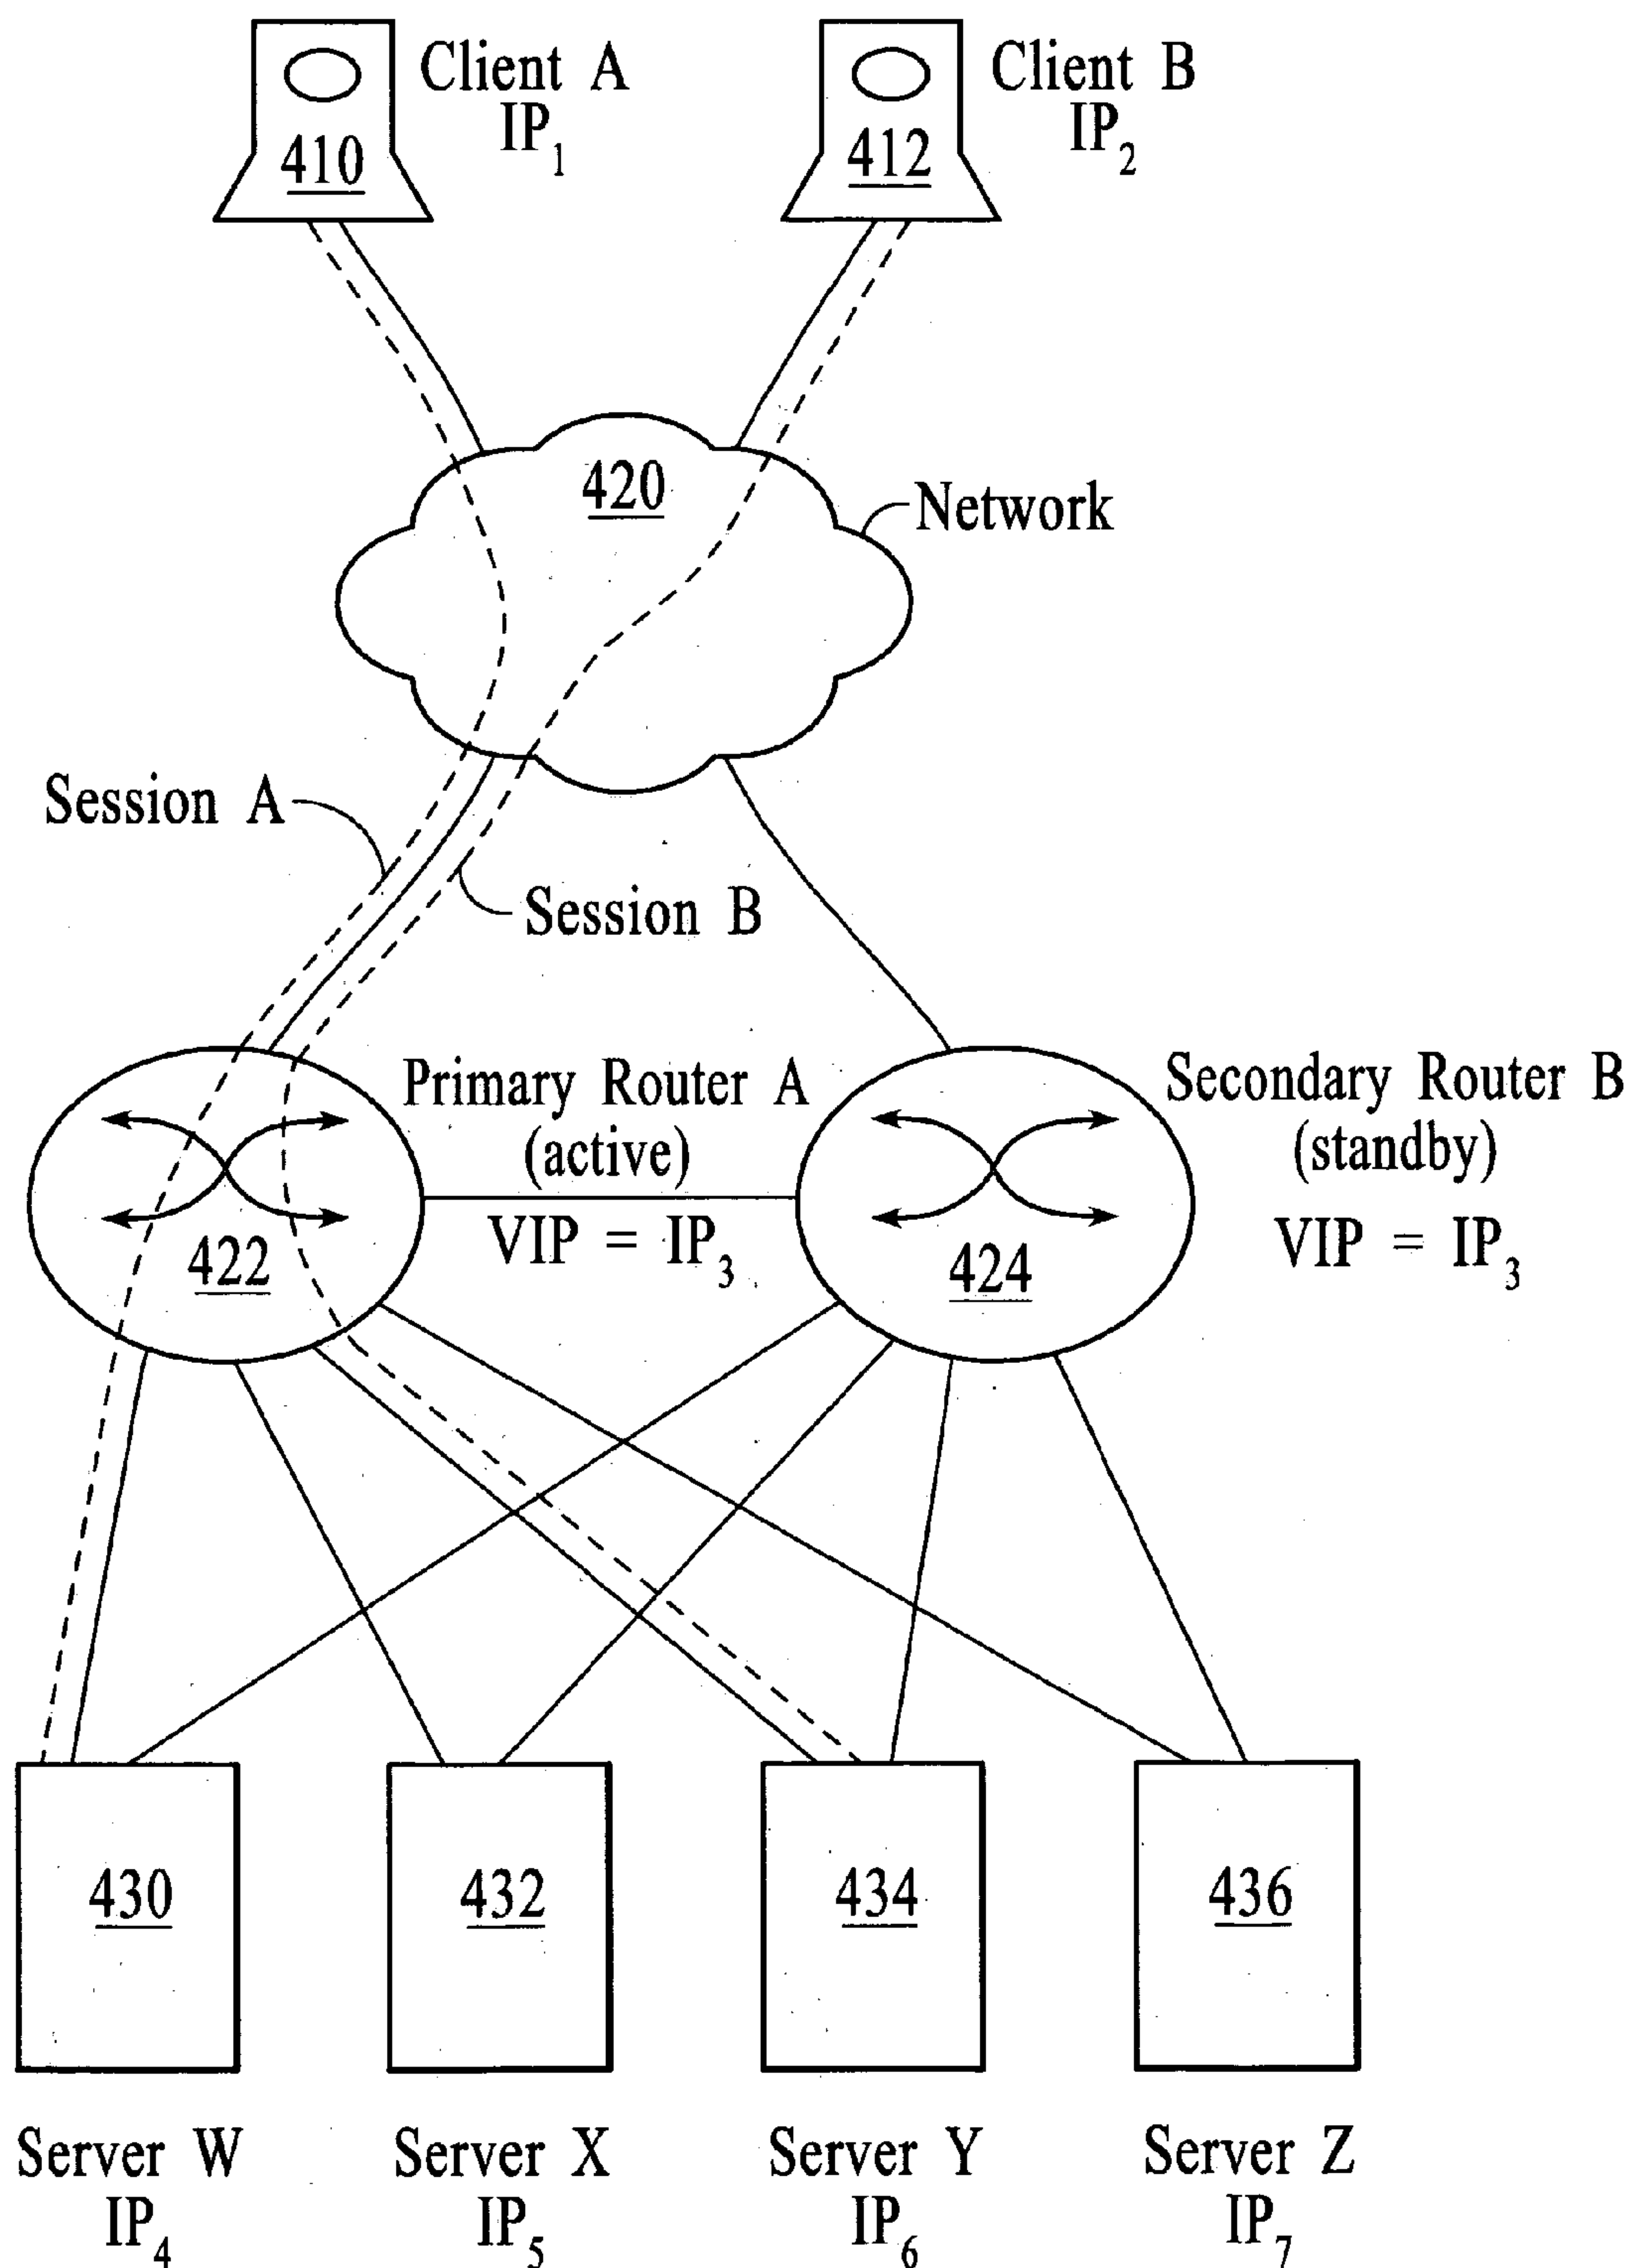 Client A
IP₁
410
Client B
IP₂
412
420
Network
Session A
Session B
Primary Router A
(active)
VIP = IP₃
422
Secondary Router B
(standby)
VIP = IP₃
424
430
432
434
436
Server W
IP₄
Server X
IP₅
Server Y
IP₆
Server Z
IP₇